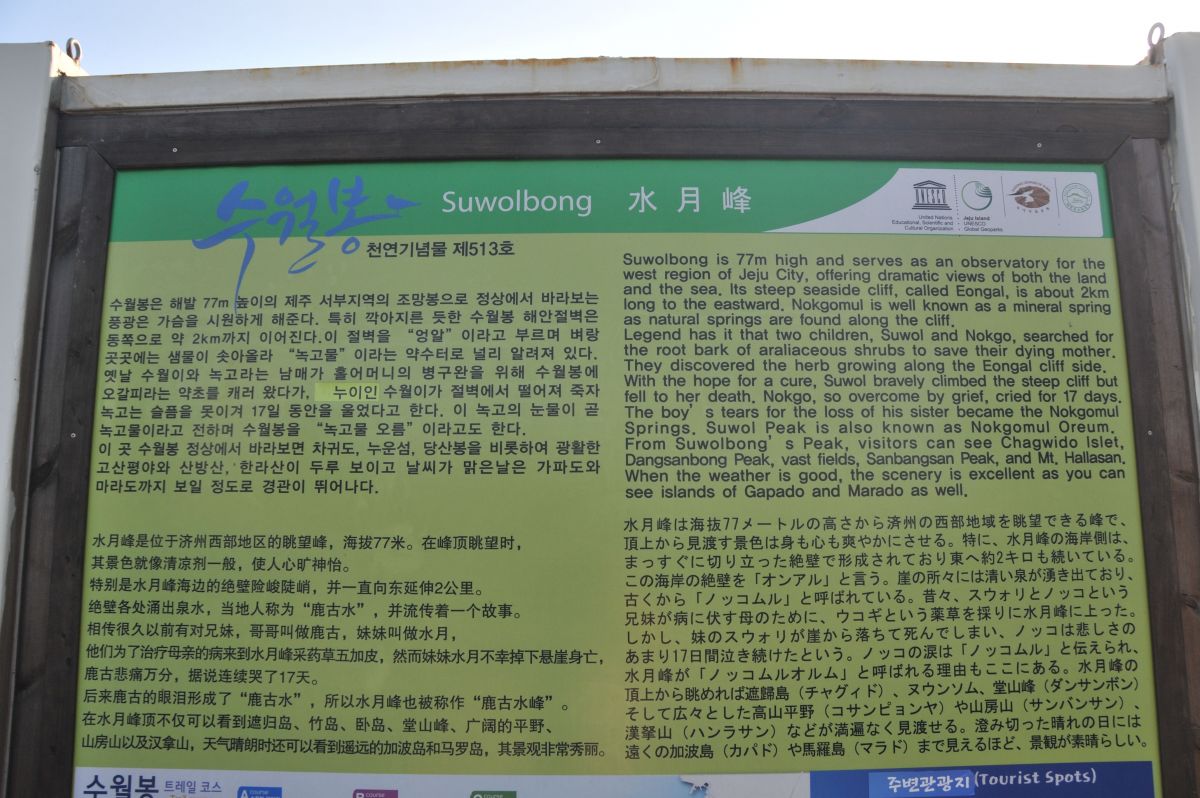 수월봉 Suwolbong 水月峰
천연기념물 제513호
United Nations
Educational, Scientific and
Cultural Organization
Jeju Island
UNESCO
Global Geoparks
수월봉은 해발 77m 높이의 제주 서부지역의 조망봉으로 정상에서 바라보는
풍광은 가슴을 시원하게 해준다. 특히 깍아지른 듯한 수월봉 해안절벽은
동쪽으로 약 2km까지 이어진다.이 절벽을 “엉알”이라고 부르며 벼랑
곳곳에는 샘물이 솟아올라 “녹고물”이라는 약수터로 널리 알려져 있다.
옛날 수월이와 녹고라는 남매가 홀어머니의 병구완을 위해 수월봉에
오갈피라는 약초를 캐러 왔다가, 누이인 수월이가 절벽에서 떨어져 죽자
녹고는 슬픔을 못이겨 17일 동안을 울었다고 한다. 이 녹고의 눈물이 곧
녹고물이라고 전하며 수월봉을 “녹고물 오름”이라고도 한다.
이 곳 수월봉 정상에서 바라보면 차귀도, 누운섬, 당산봉을 비롯하여 광활한
고산평야와 산방산, 한라산이 두루 보이고 날씨가 맑은날은 가파도와
마라도까지 보일 정도로 경관이 뛰어나다.
Suwolbong is 77m high and serves as an observatory for the
west region of Jeju City, offering dramatic views of both the land
and the sea. Its steep seaside cliff, called Eongal, is about 2km
long to the eastward. Nokgomul is well known as a mineral spring
as natural springs are found along the cliff.
Legend has it that two children, Suwol and Nokgo, searched for
the root bark of araliaceous shrubs to save their dying mother.
They discovered the herb growing along the Eongal cliff side.
With the hope for a cure, Suwol bravely climbed the steep cliff but
fell to her death. Nokgo, so overcome by grief, cried for 17 days.
The boy’s tears for the loss of his sister became the Nokgomul
Springs. Suwol Peak is also known as Nokgomul Oreum.
From Suwolbong’s Peak, visitors can see Chagwido Islet,
Dangsanbong Peak, vast fields, Sanbangsan Peak, and Mt. Hallasan.
When the weather is good, the scenery is excellent as you can
see islands of Gapado and Marado as well.
水月峰是位于济州西部地区的眺望峰，海拔77米。在峰顶眺望时，
其景色就像清凉剂一般，使人心旷神怡。
特别是水月峰海边的绝壁险峻陡峭，并一直向东延伸2公里。
绝壁各处涌出泉水，当地人称为“鹿古水”，并流传着一个故事。
相传很久以前有对兄妹，哥哥叫做鹿古，妹妹叫做水月，
他们为了治疗母亲的病来到水月峰采药草五加皮，然而妹妹水月不幸掉下悬崖身亡，
鹿古悲痛万分，据说连续哭了17天。
后来鹿古的眼泪形成了“鹿古水”，所以水月峰也被称作“鹿古水峰”。
在水月峰顶不仅可以看到遮归岛、竹岛、卧岛、堂山峰、广阔的平野、
山房山以及汉拿山，天气晴朗时还可以看到遥远的加波岛和马罗岛，其景观非常秀丽。
水月峰は海抜77メートルの高さから済州の西部地域を眺望できる峰で、
頂上から見渡す景色は身も心も爽やかにさせる。特に、水月峰の海岸側は、
まっすぐに切り立った絶壁で形成されており東へ約2キロも続いている。
この海岸の絶壁を「オンアル」と言う。崖の所々には清い泉が湧き出ており、
古くから「ノッコムル」と呼ばれている。昔々、スウォリとノッコという
兄妹が病に伏す母のために、ウコギという薬草を採りに水月峰に上った。
しかし、妹のスウォリが崖から落ちて死んでしまい、ノッコは悲しさの
あまり17日間泣き続けたという。ノッコの涙は「ノッコムル」と伝えられ、
水月峰が「ノッコムルオルム」と呼ばれる理由もここにある。水月峰の
頂上から眺めれば遮歸島（チャグィド）、ヌウンソム、堂山峰（ダンサンボン）
そして広々とした高山平野（コサンピョンヤ）や山房山（サンバンサン）、
漢拏山（ハンラサン）などが満遍なく見渡せる。澄み切った晴れの日には
遠くの加波島（カパド）や馬羅島（マラド）まで見えるほど、景観が素晴らしい。
수월봉 트레일 코스
A course
B course
C course
주변관광지(Tourist Spots)